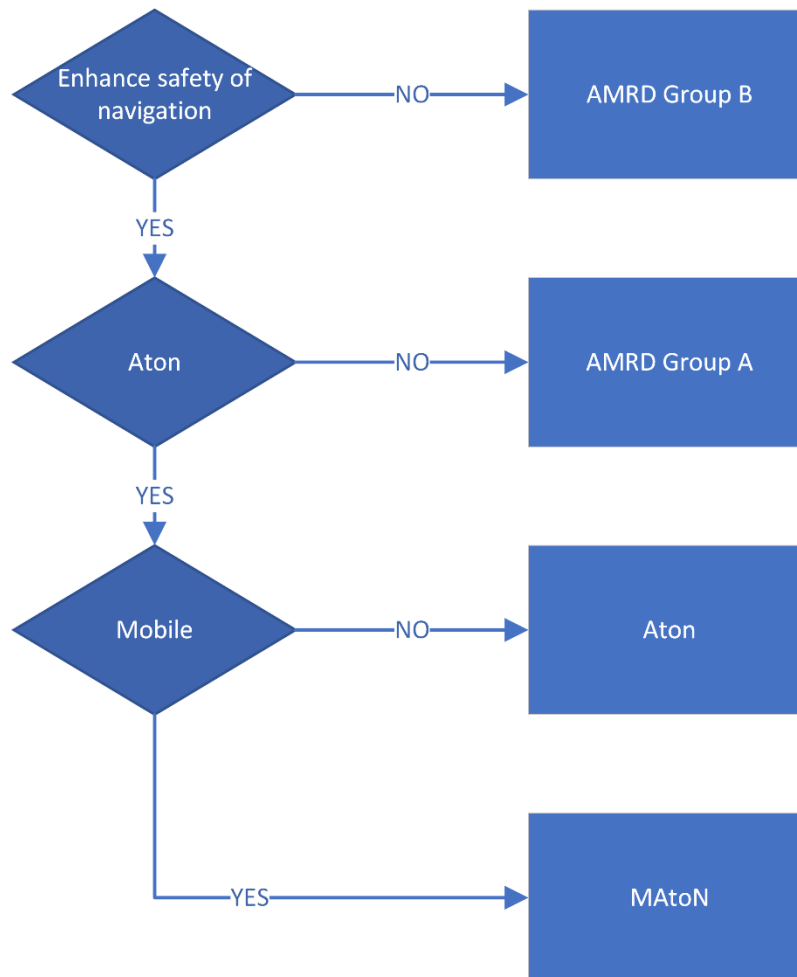 Enhance safety of
navigation
NO
AMRD Group B
YES
Aton
NO
AMRD Group A
YES
Mobile
NO
Aton
YES
MAtoN